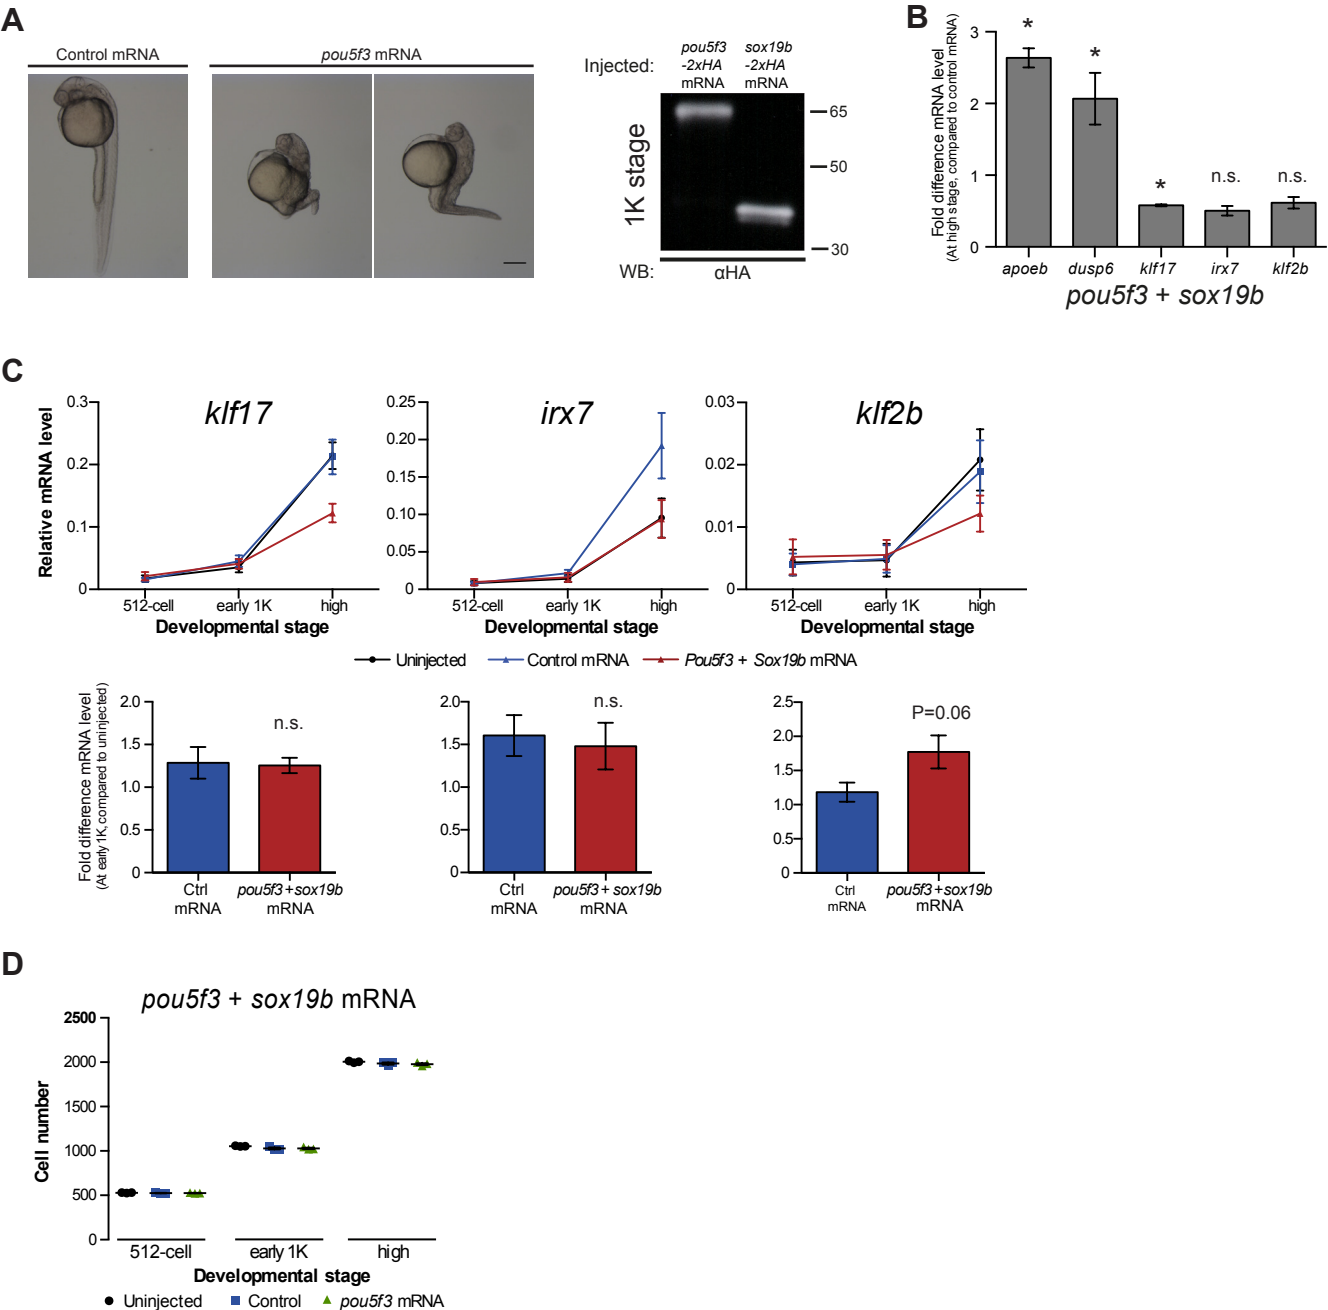 A
Control mRNA
pou5f3 mRNA
Injected:
pou5f3
-2xHA
mRNA
sox19b
-2xHA
mRNA
1K stage
65
50
30
WB:
αHA
B
Fold difference mRNA level
(At high stage, compared to control mRNA)
3
2
1
0
*
*
*
n.s.
n.s.
apoeb
dusp6
klf17
irx7
klf2b
pou5f3 + sox19b
C
Relative mRNA level
klf17
0.3
0.2
0.1
0
512-cell
early 1K
high
Developmental stage
irx7
0.25
0.20
0.15
0.10
0.05
0
512-cell
early 1K
high
Developmental stage
klf2b
0.03
0.02
0.01
0
512-cell
early 1K
high
Developmental stage
Uninjected
Control mRNA
Pou5f3 + Sox19b mRNA
Fold difference mRNA level
(At early 1K, compared to uninjected)
2.0
1.5
1.0
0.5
0
n.s.
Ctrl
mRNA
pou5f3+sox19b
mRNA
2.0
1.5
1.0
0.5
0
n.s.
Ctrl
mRNA
pou5f3+sox19b
mRNA
2.5
2.0
1.5
1.0
0.5
0
P=0.06
Ctrl
mRNA
pou5f3+sox19b
mRNA
D
pou5f3 + sox19b mRNA
Cell number
2500
2000
1500
1000
500
0
512-cell
early 1K
high
Developmental stage
Uninjected
Control
pou5f3 mRNA